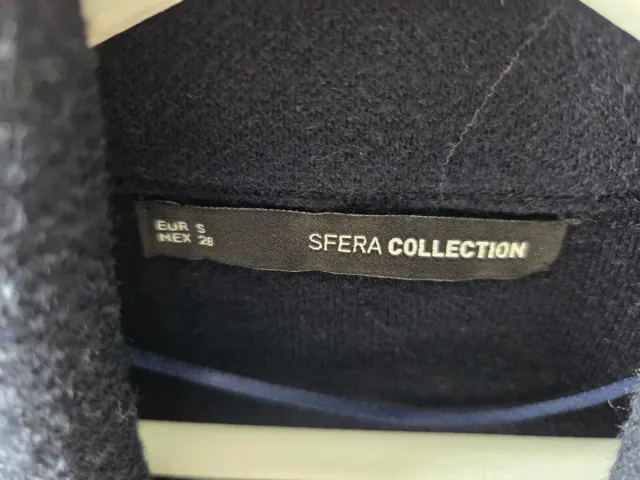 EUR S
MEX 28
SFERA COLLECTION